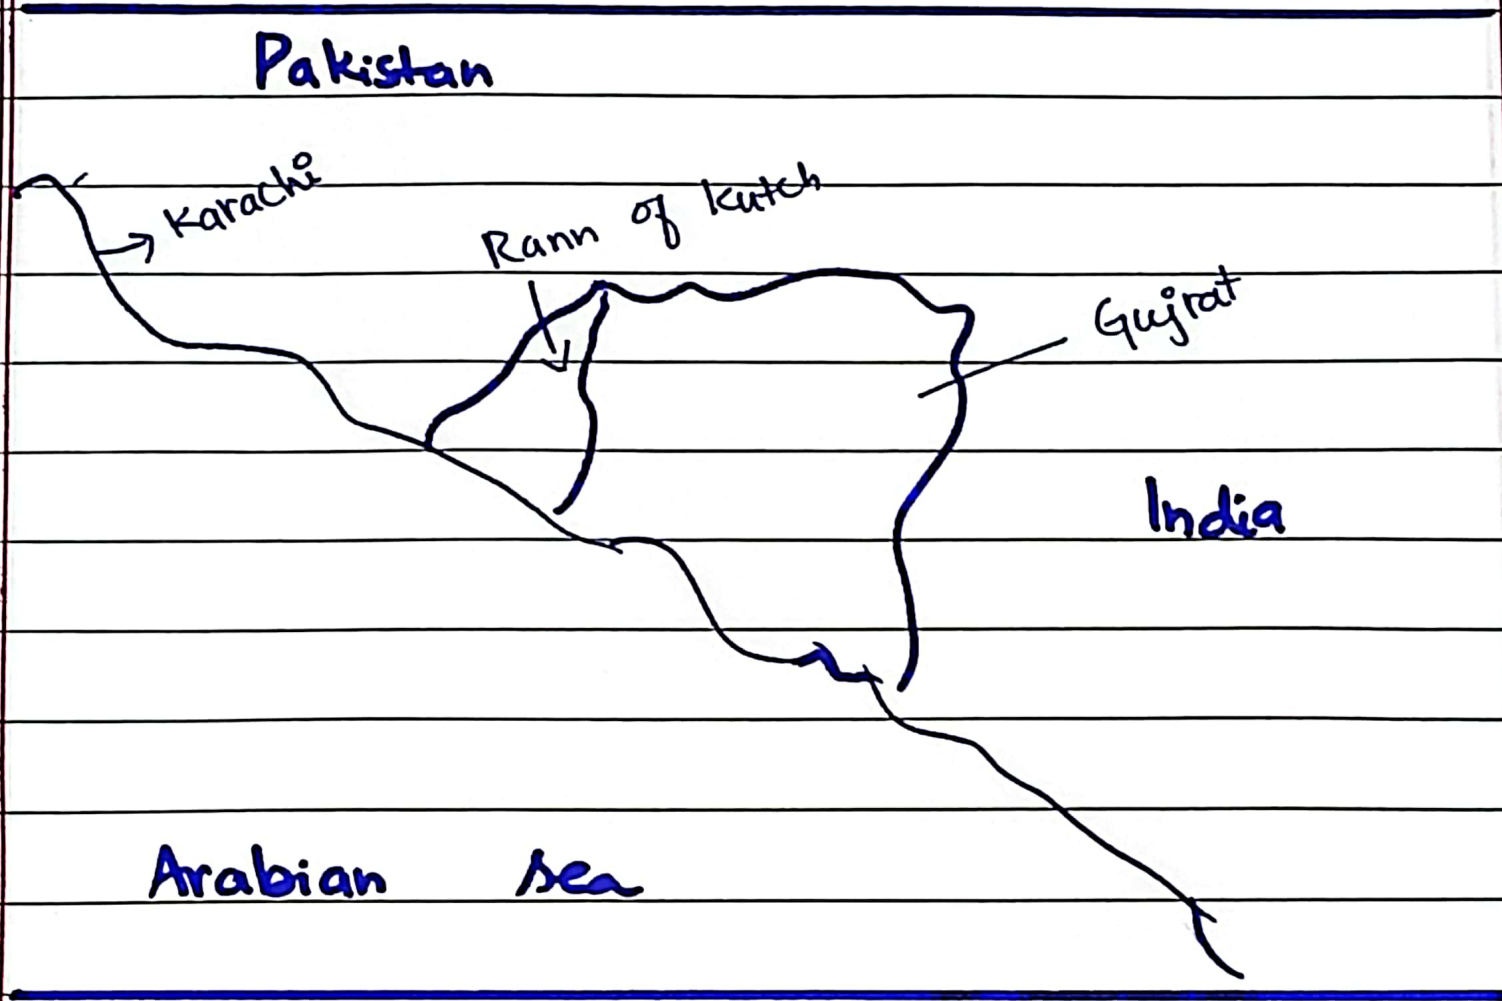 Pakistan
Karachi
Rann of Kutch
Gujrat
India
Arabian sea